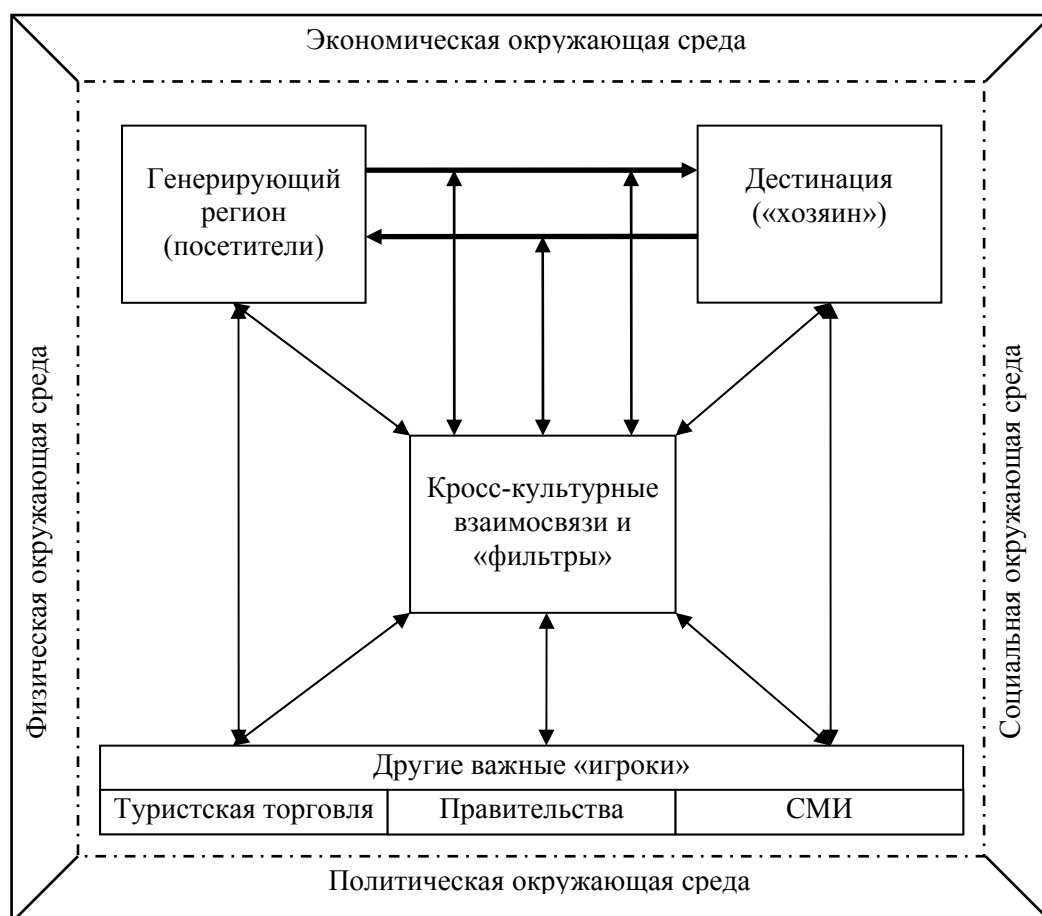 Экономическая окружающая среда
Генерирующий
регион
(посетители)
Дестинация
(«хозяин»)
Физическая окружающая среда
Социальная окружающая среда
Кросс-культурные
взаимосвязи и
«фильтры»
Другие важные «игроки»
Туристская торговля
Правительства
СМИ
Политическая окружающая среда